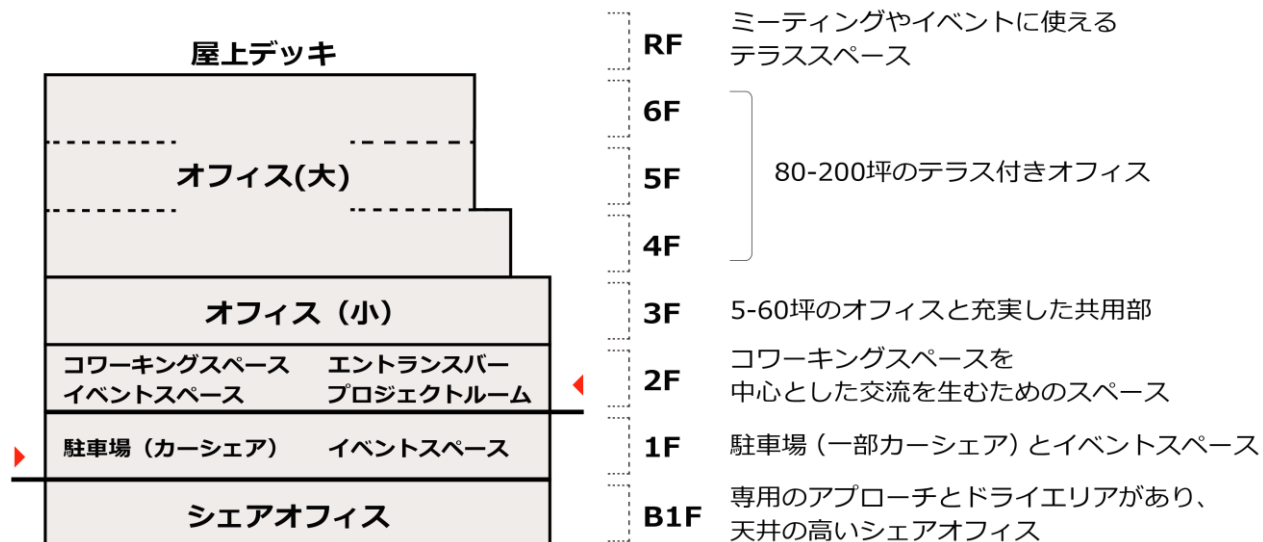 屋上デッキ
オフィス(大)
オフィス（小）
コワーキングスペース　エントランスバー
イベントスペース　プロジェクトルーム
駐車場（カーシェア）　イベントスペース
シェアオフィス
RF
ミーティングやイベントに使える
テラススペース
6F
5F
4F
80-200坪のテラス付きオフィス
3F
5-60坪のオフィスと充実した共用部
2F
コワーキングスペースを
中心とした交流を生むためのスペース
1F
駐車場（一部カーシェア）とイベントスペース
B1F
専用のアプローチとドライエリアがあり、
天井の高いシェアオフィス